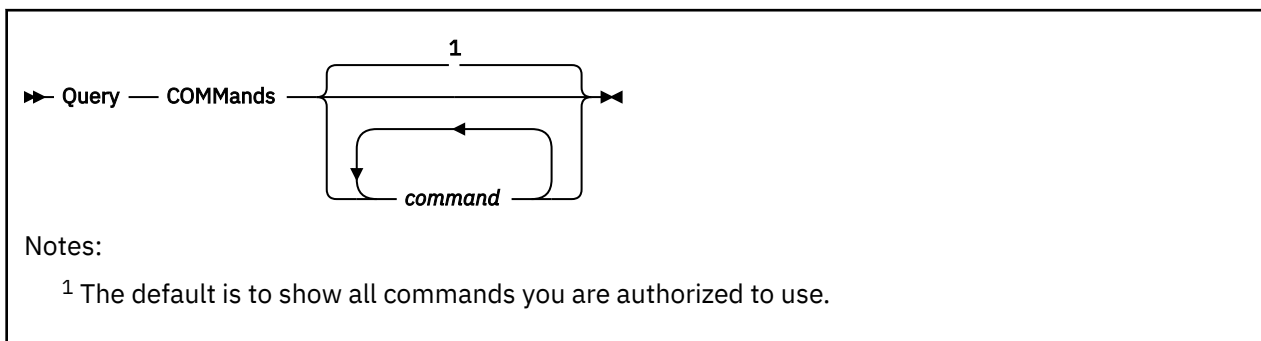 1
Query COMMands
command
Notes:
1 The default is to show all commands you are authorized to use.